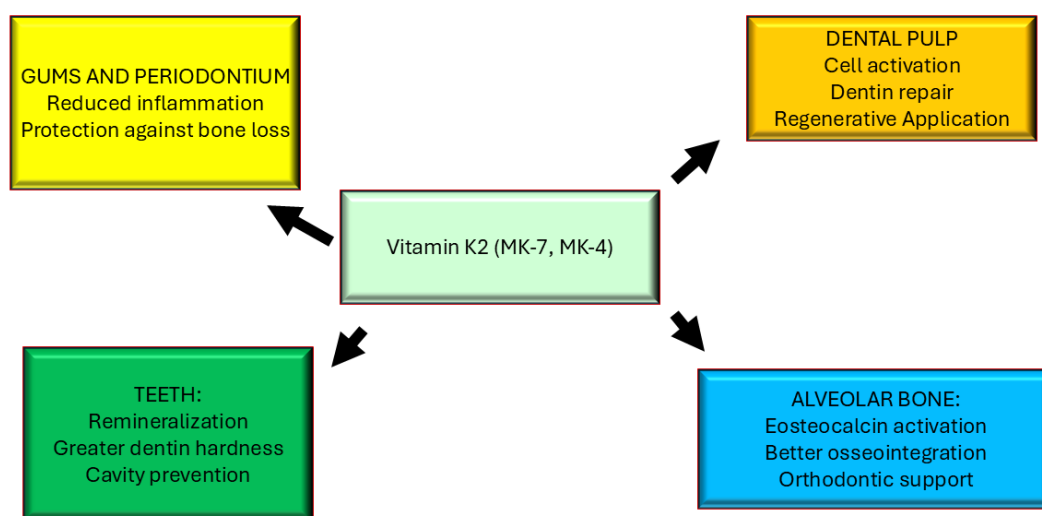 GUMS AND PERIODONTIUM
Reduced inflammation
Protection against bone loss
DENTAL PULP
Cell activation
Dentin repair
Regenerative Application
Vitamin K2 (MK-7, MK-4)
TEETH:
Remineralization
Greater dentin hardness
Cavity prevention
ALVEOLAR BONE:
Eosteocalcin activation
Better osseointegration
Orthodontic support